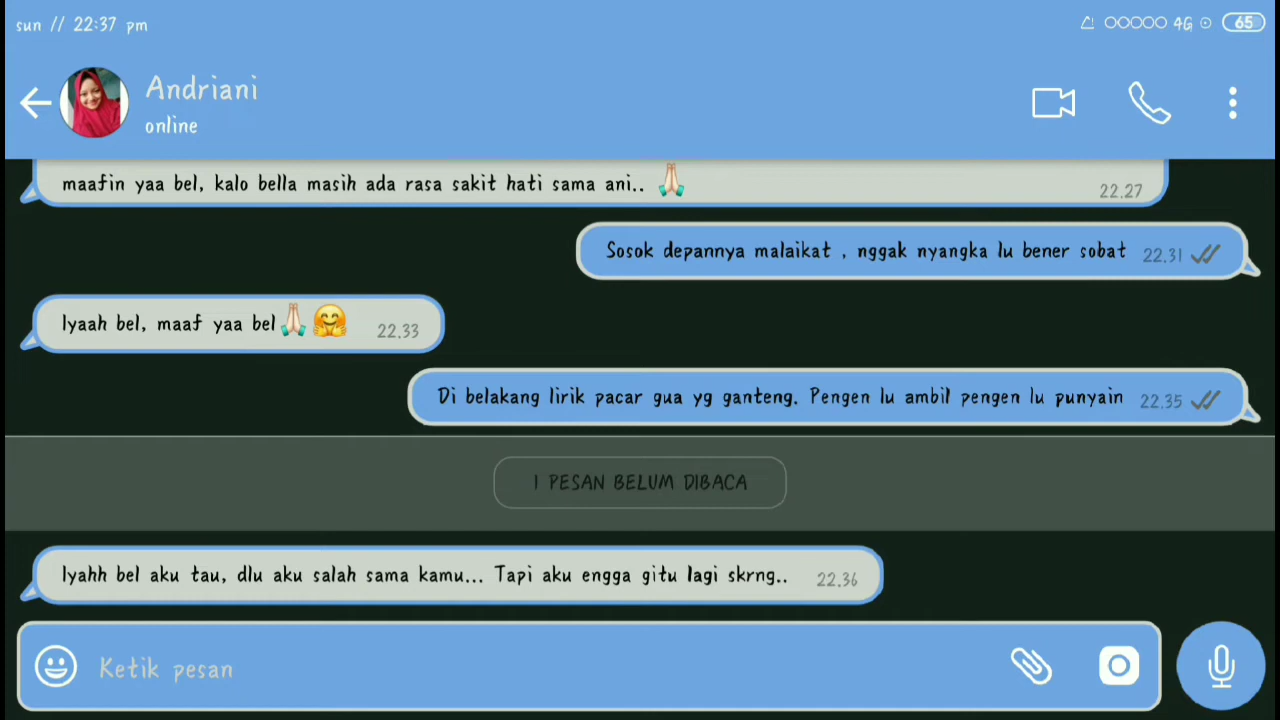 sun // 22:37 pm
4G 65
Andriani
online
maafin yaa bel, kalo bella masih ada rasa sakit hati sama ani.. 🙏🏻
22.27
Sosok depannya malaikat , nggak nyangka lu bener sobat 22.31
Iyaah bel, maaf yaa bel🙏🏻🤗 22.33
Di belakang lirik pacar gua yg ganteng. Pengen lu ambil pengen lu punyain 22.35
1 PESAN BELUM DIBACA
Iyahh bel aku tau, dlu aku salah sama kamu... Tapi aku engga gitu lagi skrng.. 22.36
Ketik pesan